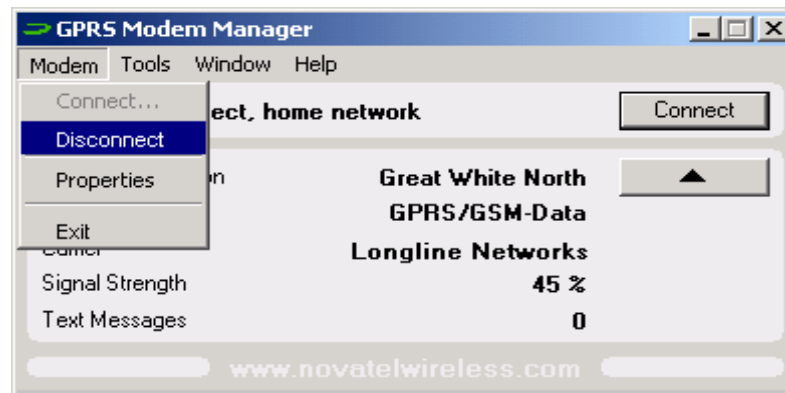 GPRS Modem Manager
Modem Tools Window Help
Connect...
Disconnect
Properties
Exit
ect, home network Connect
n Great White North
GPRS/GSM-Data
Longline Networks
Signal Strength 45 %
Text Messages 0
www.novatelwireless.com